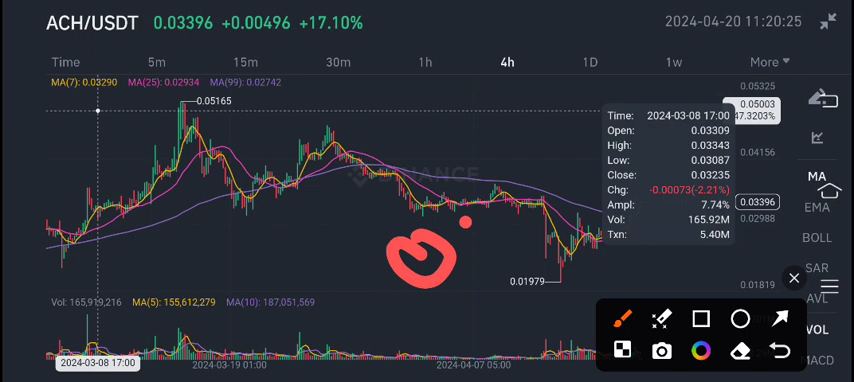 ACH/USDT 0.03396 +0.00496 +17.10% 2024-04-20 11:20:25
Time 5m 15m 30m 1h 4h 1D 1w More
MA(7): 0.03290 MA(25): 0.02934 MA(99): 0.02742
0.05325
0.05003
47.3203%
0.05165
0.04156
0.03396
0.02988
0.01819
0.01979
BINANCE
Time: 2024-03-08 17:00
Open: 0.03309
High: 0.03343
Low: 0.03087
Close: 0.03235
Chg: -0.00073(-2.21%)
Ampl: 7.74%
Vol: 165.92M
Txn: 5.40M
MA
EMA
BOLL
SAR
AVL
VOL
MACD
Vol: 165,919,216 MA(5): 155,612,279 MA(10): 187,051,569
2024-03-08 17:00 2024-03-19 01:00 2024-04-07 05:00